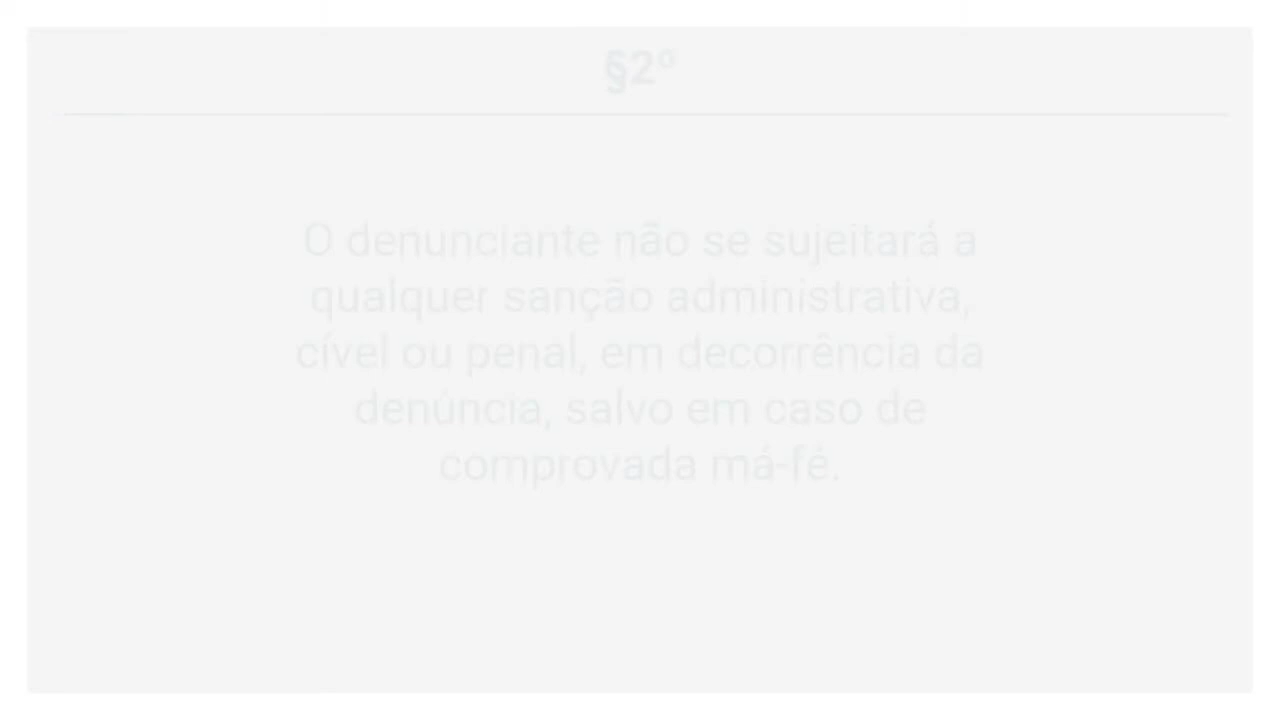 §2º
O denunciante não se sujeitará a
qualquer sanção administrativa,
cível ou penal, em decorrência da
denúncia, salvo em caso de
comprovada má-fé.